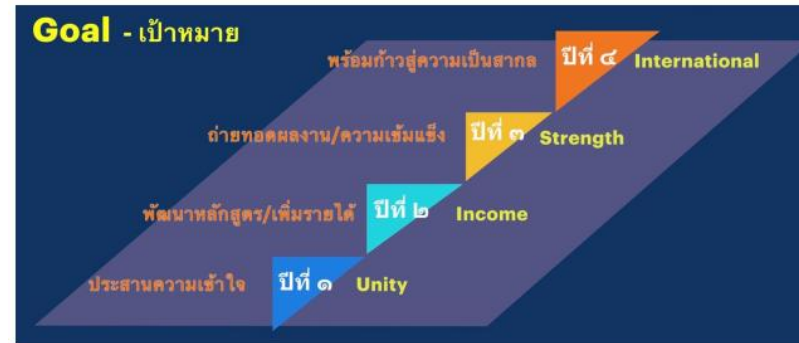 Goal - เป้าหมาย
พร้อมก้าวสู่ความเป็นสากล ปีที่ ๔ International
ถ่ายทอดผลงาน/ความเข้มแข็ง ปีที่ ๓ Strength
พัฒนาหลักสูตร/เพิ่มรายได้ ปีที่ ๒ Income
ประสานความเข้าใจ ปีที่ ๑ Unity